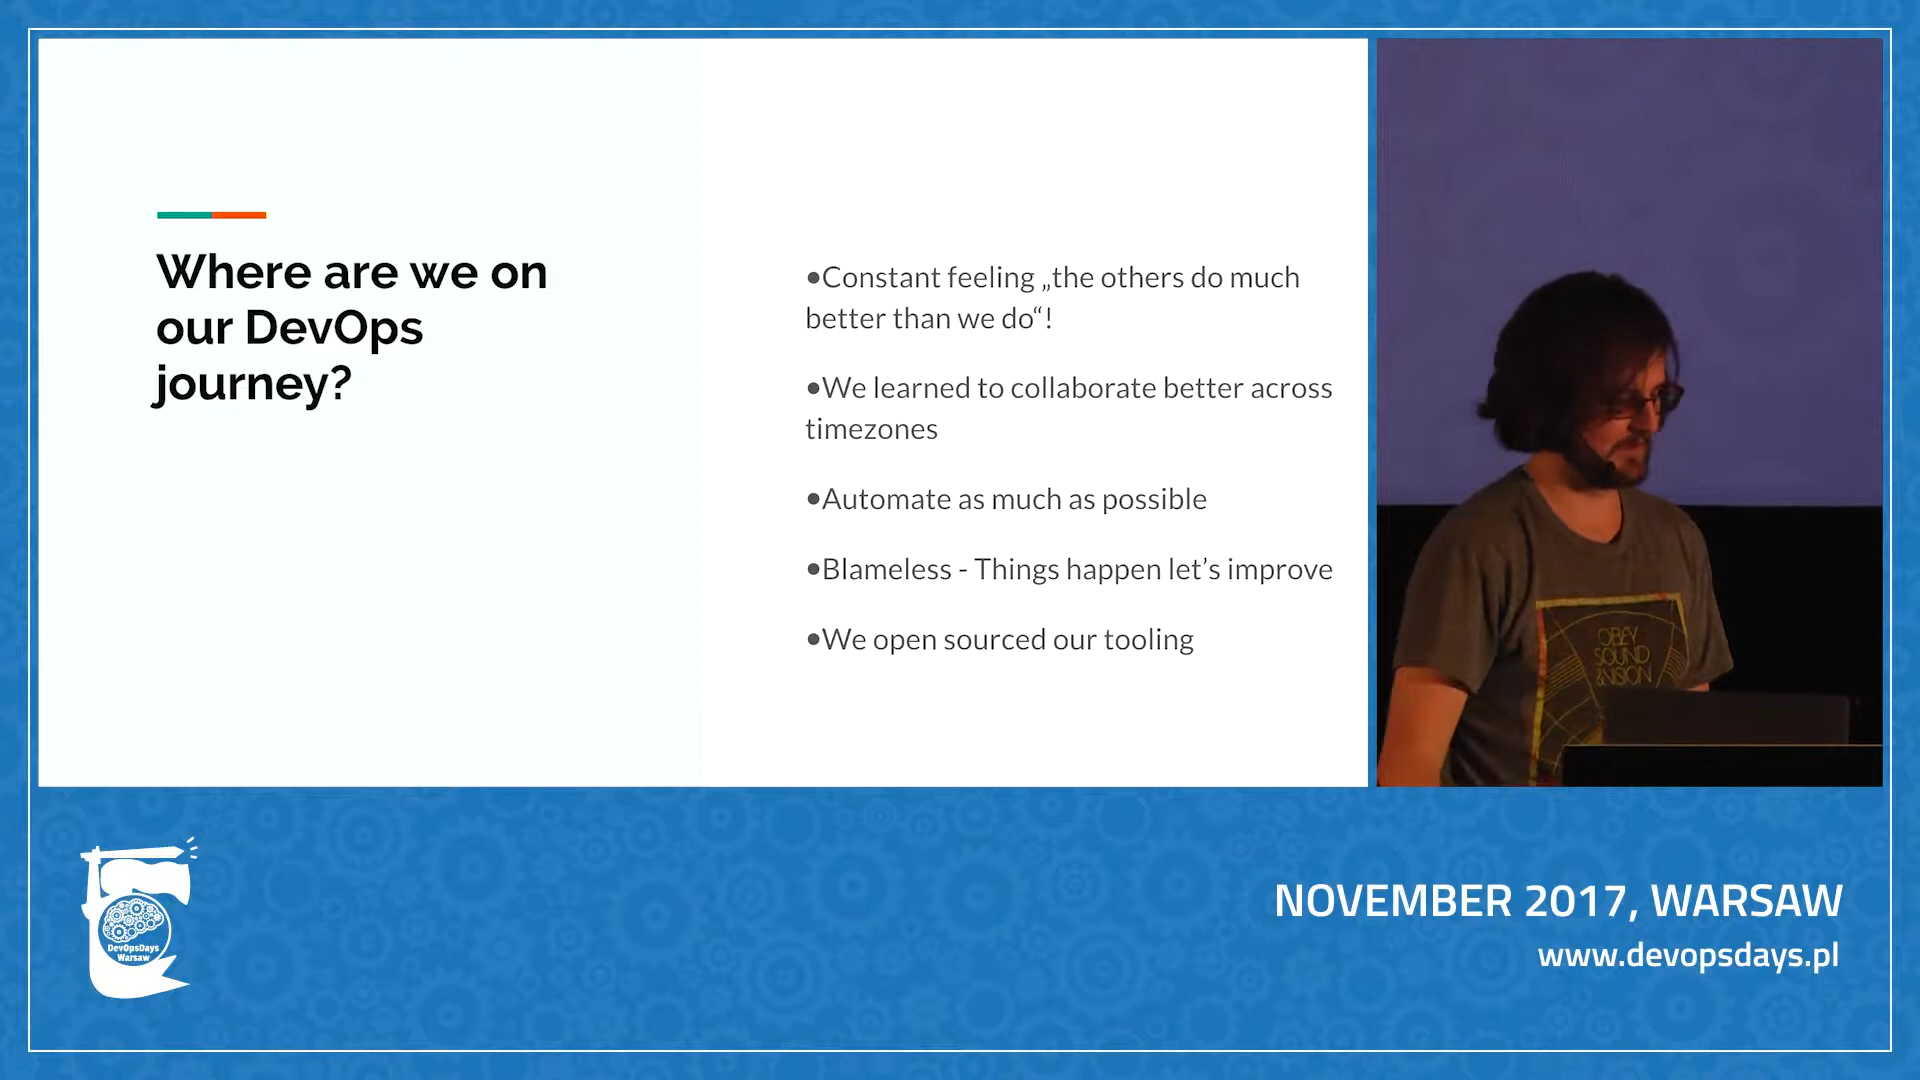 Where are we on
our DevOps
journey?
●Constant feeling „the others do much
better than we do“!
●We learned to collaborate better across
timezones
●Automate as much as possible
●Blameless - Things happen let’s improve
●We open sourced our tooling
OBEY
SOUND
&VISION
DevOpsDays
Warsaw
NOVEMBER 2017, WARSAW
www.devopsdays.pl